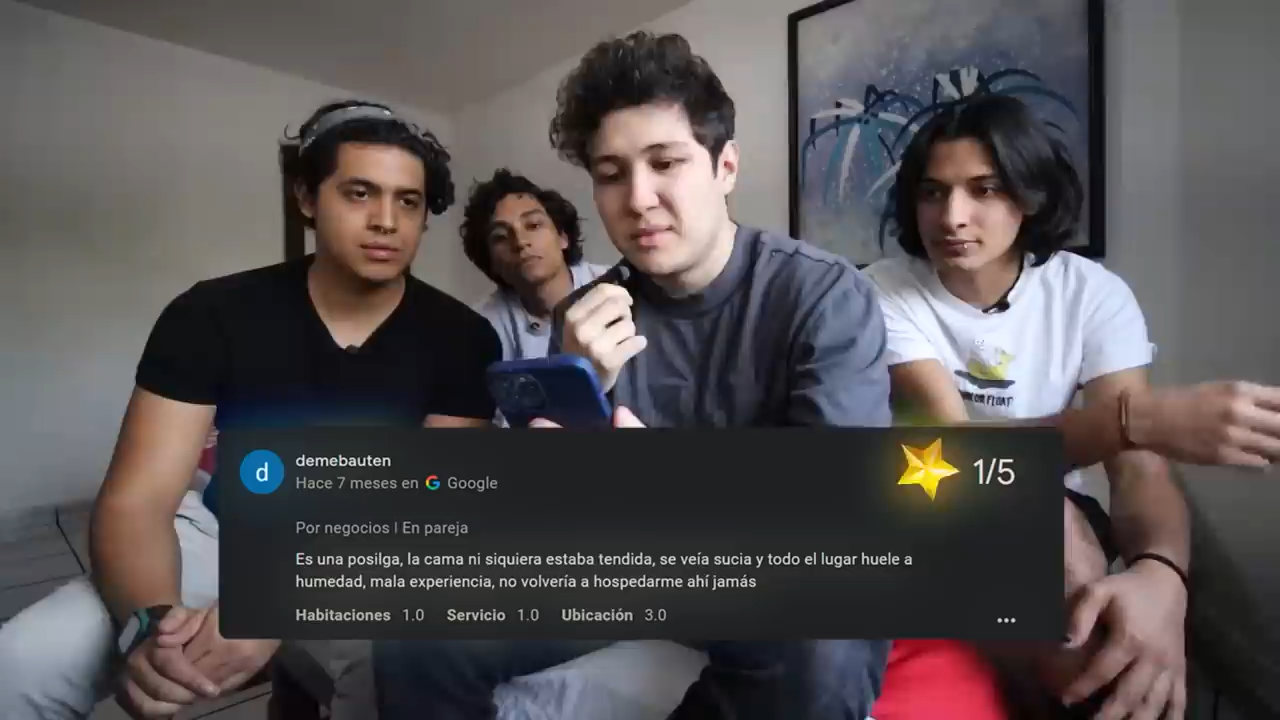 d
demebauten
Hace 7 meses en G Google
1/5
Por negocios | En pareja
Es una posilga, la cama ni siquiera estaba tendida, se veía sucia y todo el lugar huele a
humedad, mala experiencia, no volvería a hospedarme ahí jamás
Habitaciones 1.0 Servicio 1.0 Ubicación 3.0
OR FLOAT